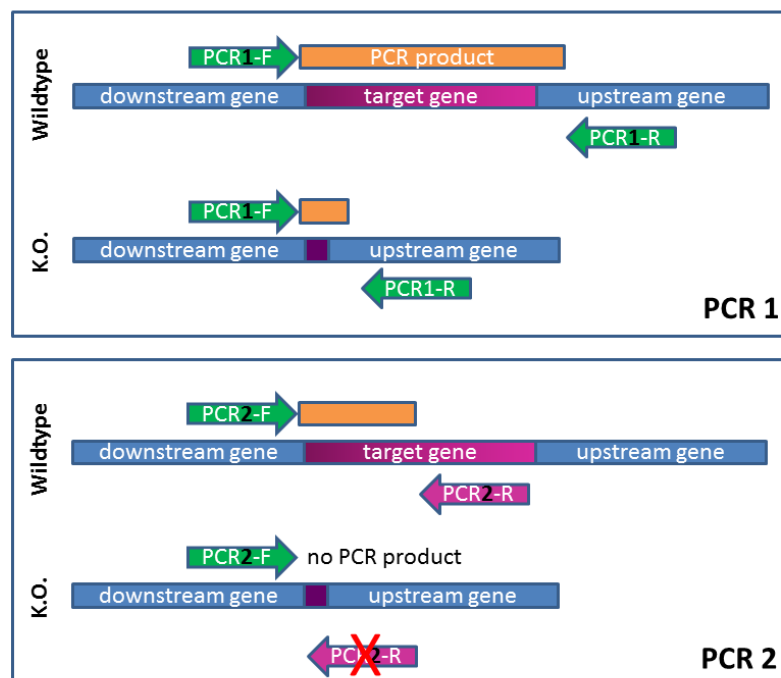 PCR1-F
PCR product
Wildtype
downstream gene
target gene
upstream gene
PCR1-R
PCR1-F
K.O.
downstream gene
upstream gene
PCR1-R
PCR 1
PCR2-F
Wildtype
downstream gene
target gene
upstream gene
PCR2-R
PCR2-F
no PCR product
K.O.
downstream gene
upstream gene
PCR2-R
PCR 2